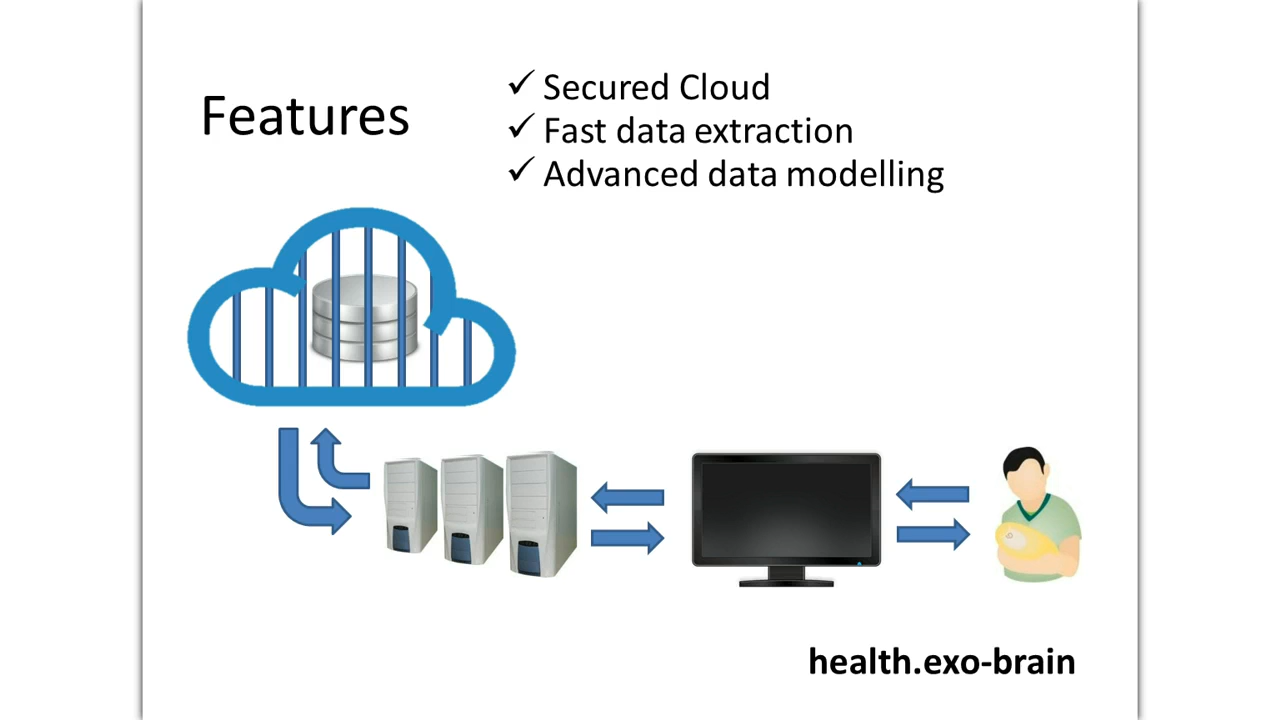 Features
Secured Cloud
Fast data extraction
Advanced data modelling
health.exo-brain